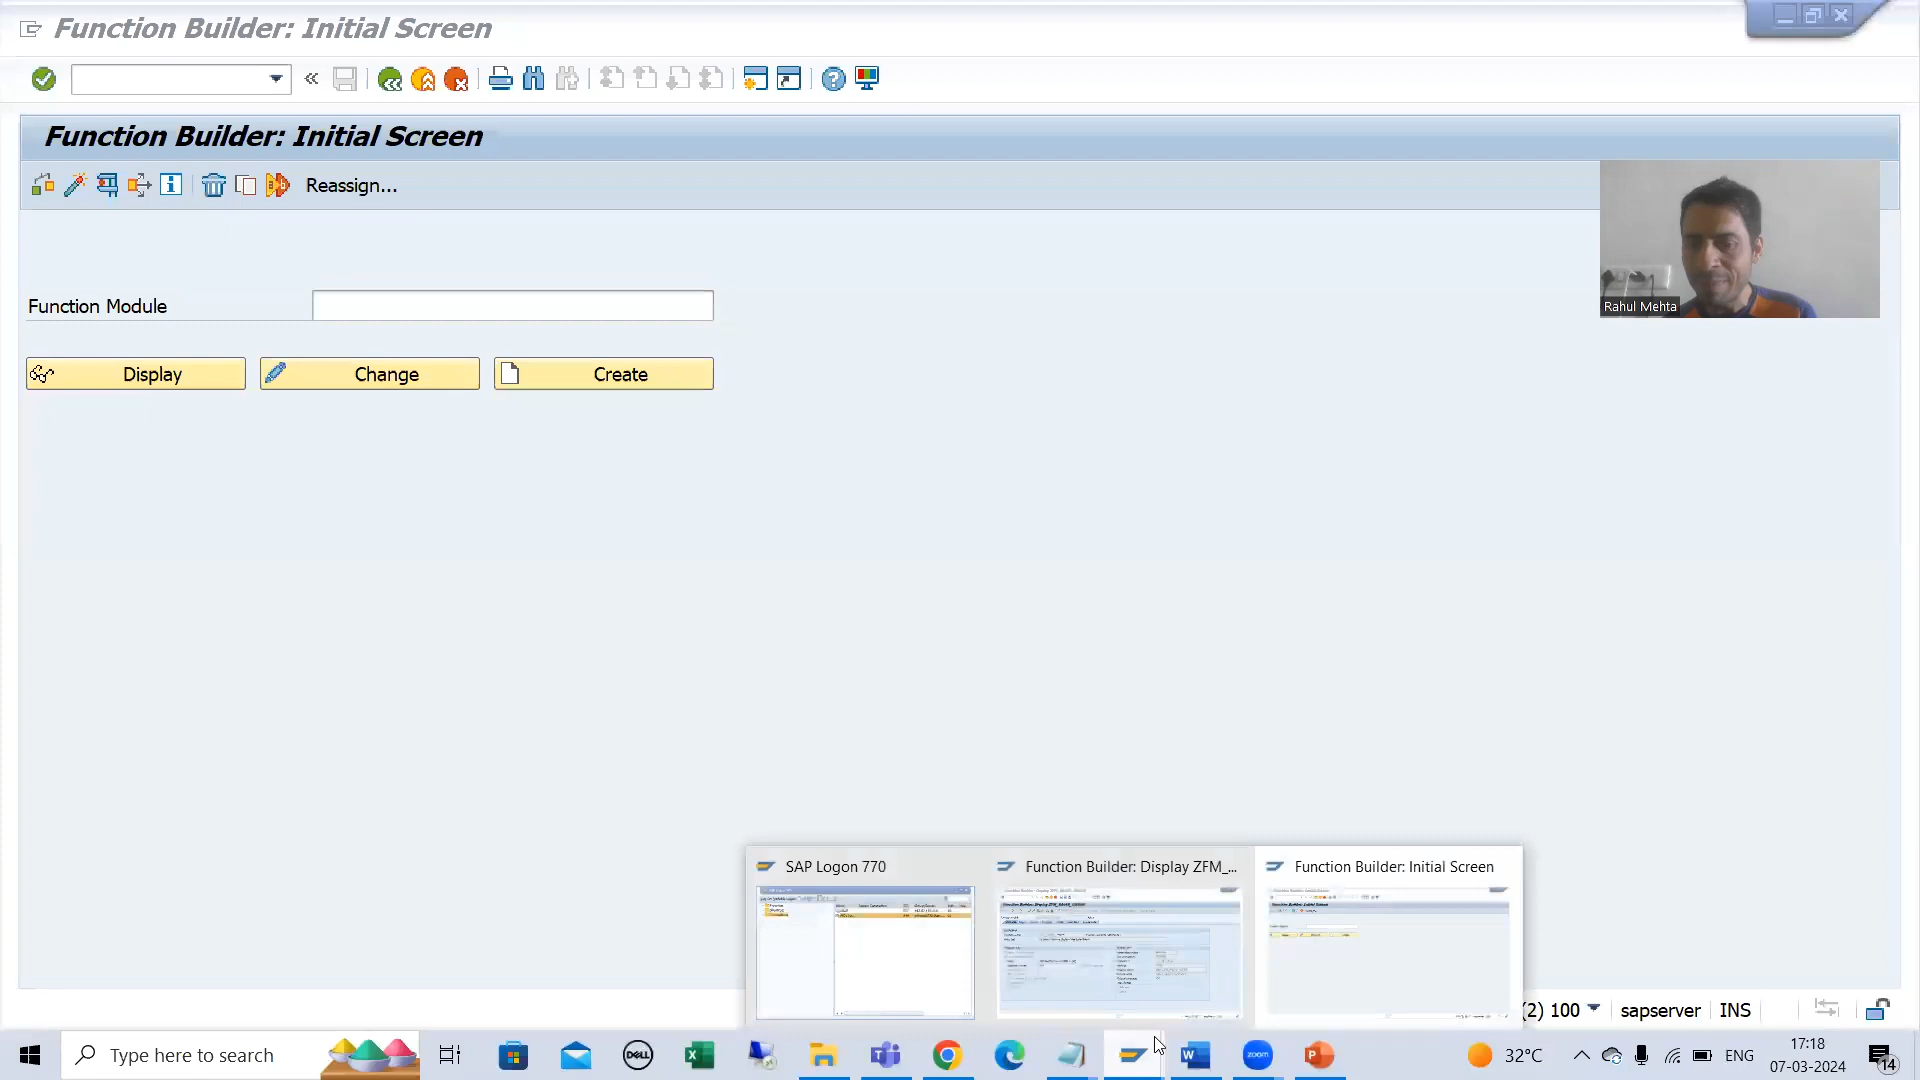 Function Builder: Initial Screen
Function Builder: Initial Screen
Reassign...
Rahul Mehta
Function Module
Display
Change
Create
SAP Logon 770
Function Builder: Display ZFM_...
Function Builder: Initial Screen
(2) 100
sapserver
INS
Type here to search
DELL
zoom
32°C
ENG
17:18
07-03-2024
14